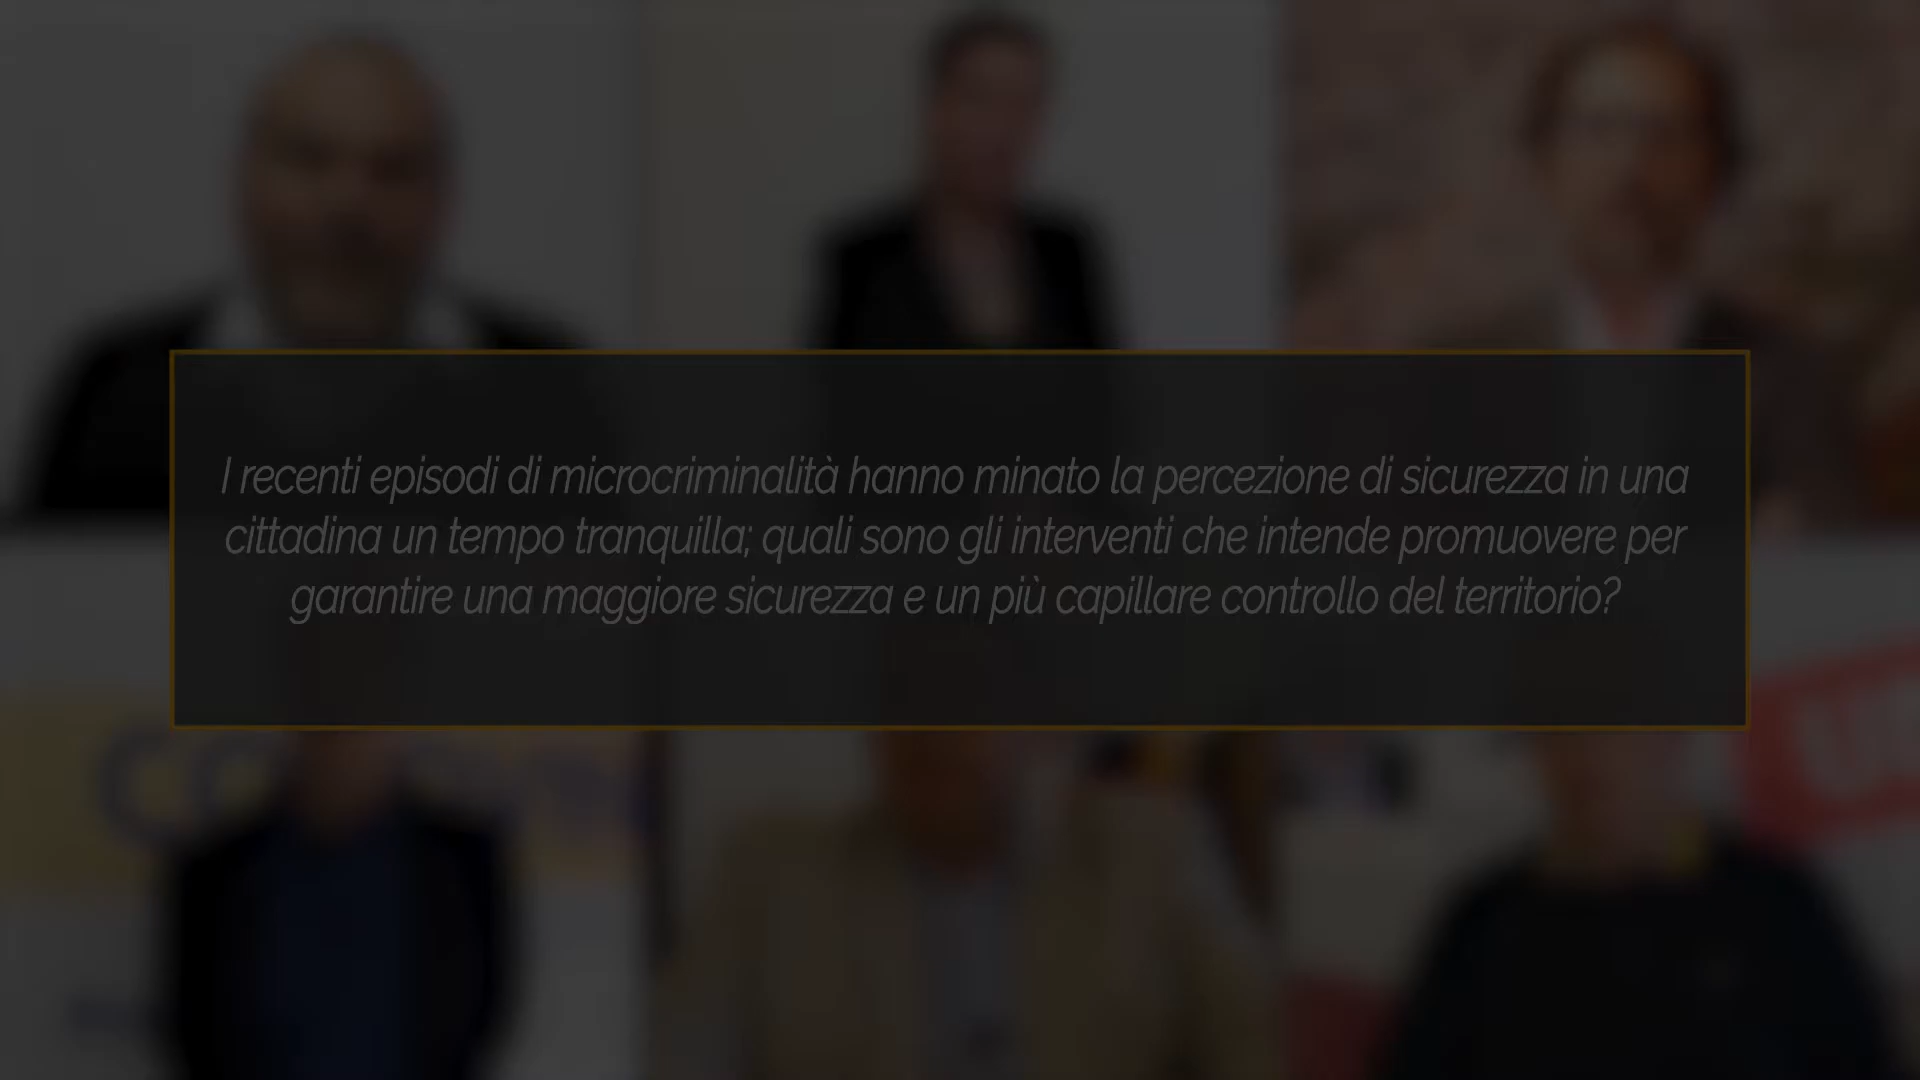 I recenti episodi di microcriminalità hanno minato la percezione di sicurezza in una
cittadina un tempo tranquilla; quali sono gli interventi che intende promuovere per
garantire una maggiore sicurezza e un più capillare controllo del territorio?